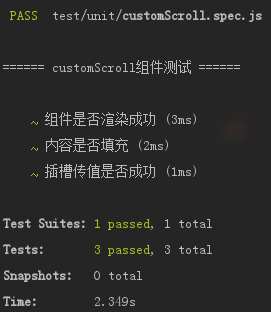 PASS test/unit/customScroll.spec.js
====== customScroll组件测试 ======
~ 组件是否渲染成功 (3ms)
~ 内容是否填充 (2ms)
~ 插槽传值是否成功 (1ms)
Test Suites: 1 passed, 1 total
Tests: 3 passed, 3 total
Snapshots: 0 total
Time: 2.349s